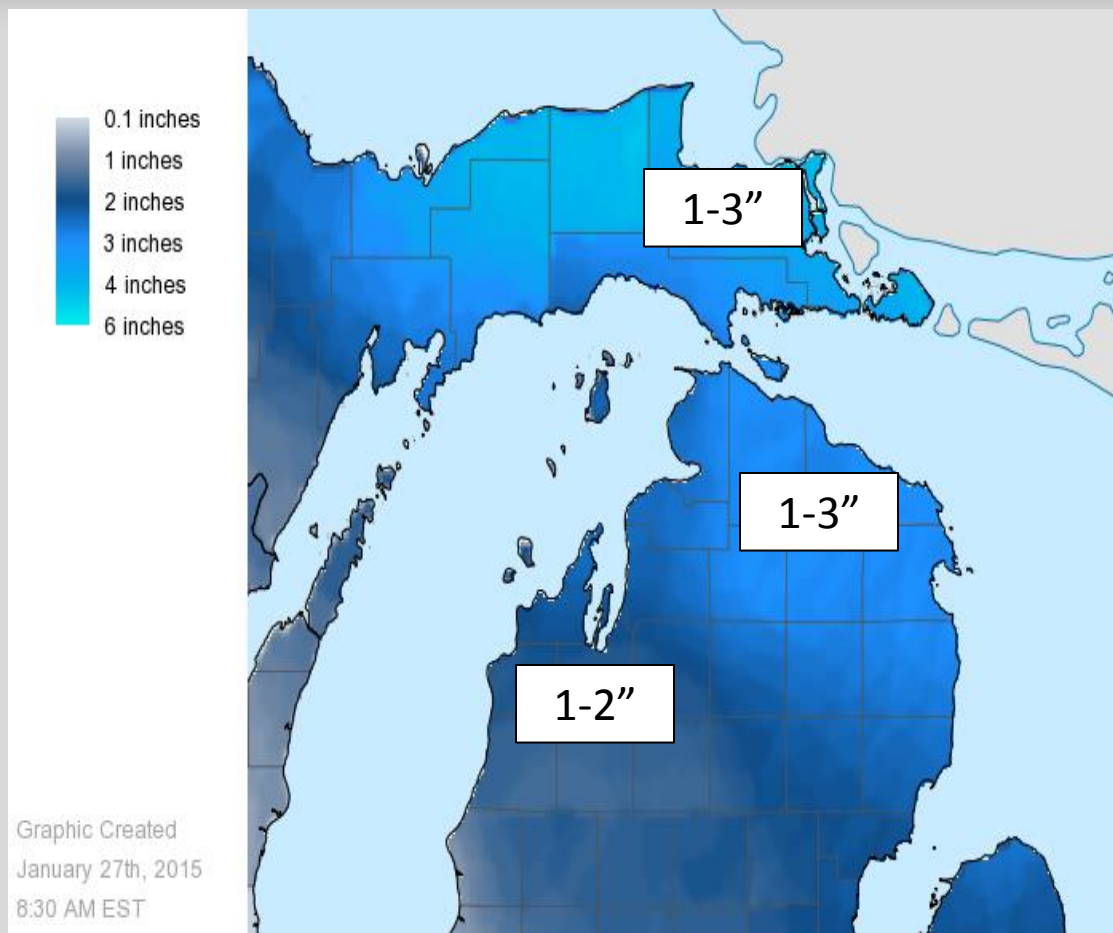 0.1 inches
1 inches
2 inches
3 inches
4 inches
6 inches
1-3”
1-3”
1-2”
Graphic Created
January 27th, 2015
8:30 AM EST